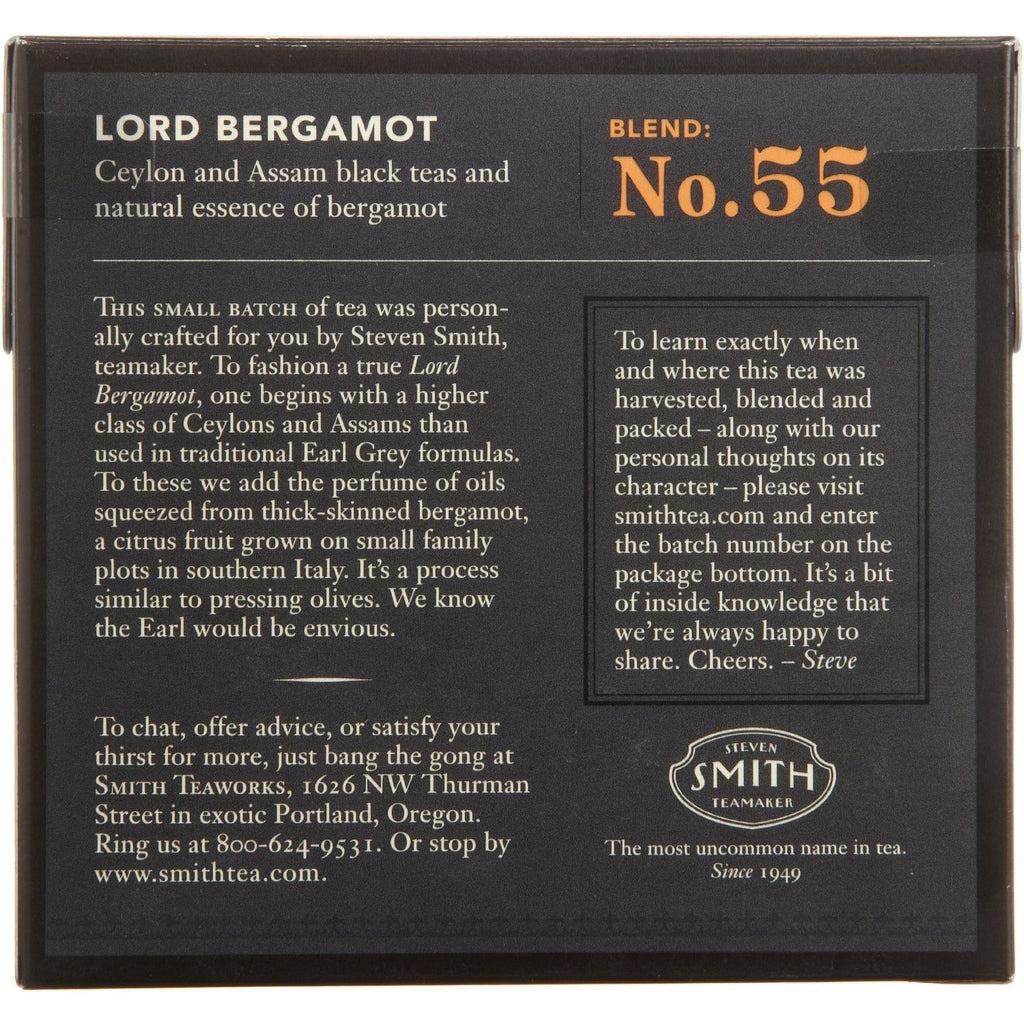 LORD BERGAMOT
Ceylon and Assam black teas and
natural essence of bergamot
BLEND:
No.55
THIS SMALL BATCH of tea was person-
ally crafted for you by Steven Smith,
teamaker. To fashion a true Lord
Bergamot, one begins with a higher
class of Ceylons and Assams than
used in traditional Earl Grey formulas.
To these we add the perfume of oils
squeezed from thick-skinned bergamot,
a citrus fruit grown on small family
plots in southern Italy. It's a process
similar to pressing olives. We know
the Earl would be envious.
To chat, offer advice, or satisfy your
thirst for more, just bang the gong at
SMITH TEAWORKS, 1626 NW Thurman
Street in exotic Portland, Oregon.
Ring us at 800-624-9531. Or stop by
www.smithtea.com.
To learn exactly when
and where this tea was
harvested, blended and
packed – along with our
personal thoughts on its
character – please visit
smithtea.com and enter
the batch number on the
package bottom. It's a bit
of inside knowledge that
we're always happy to
share. Cheers. – Steve
STEVEN
SMITH
TEAMAKER
The most uncommon name in tea.
Since 1949